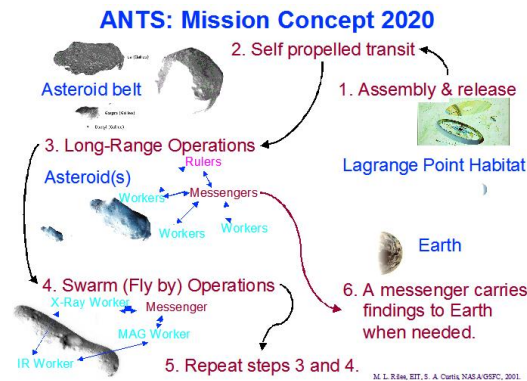 ANTS: Mission Concept 2020
2. Self propelled transit
Asteroid belt
1. Assembly & release
3. Long-Range Operations
Rulers
Lagrange Point Habitat
Asteroid(s)
Workers
Messengers
Workers
Workers
Earth
4. Swarm (Fly by) Operations
X-Ray Worker
Messenger
6. A messenger carries
findings to Earth
when needed.
MAG Worker
IR Worker
5. Repeat steps 3 and 4.
M. L. Rilee, EIT, S. A. Curtis, NASA/GSFC, 2001.